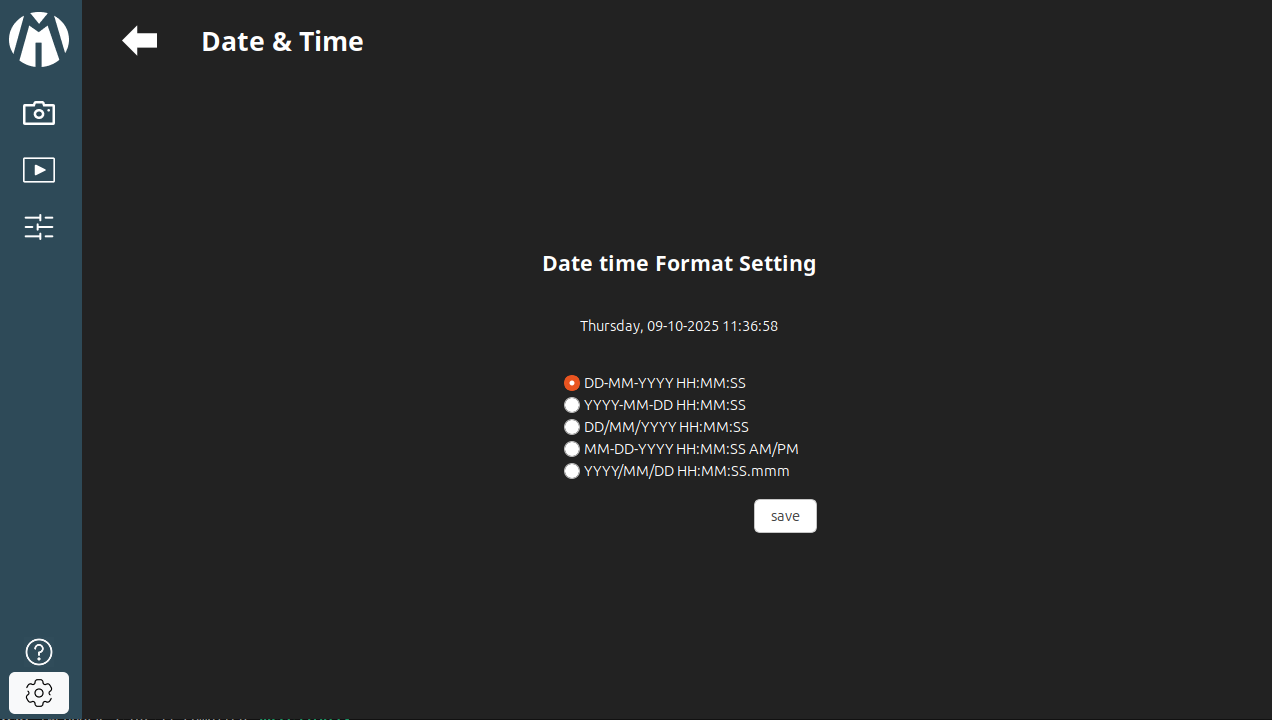 Date & Time
Date time Format Setting
Thursday, 09-10-2025 11:36:58
DD-MM-YYYY HH:MM:SS
YYYY-MM-DD HH:MM:SS
DD/MM/YYYY HH:MM:SS
MM-DD-YYYY HH:MM:SS AM/PM
YYYY/MM/DD HH:MM:SS.mmm
save